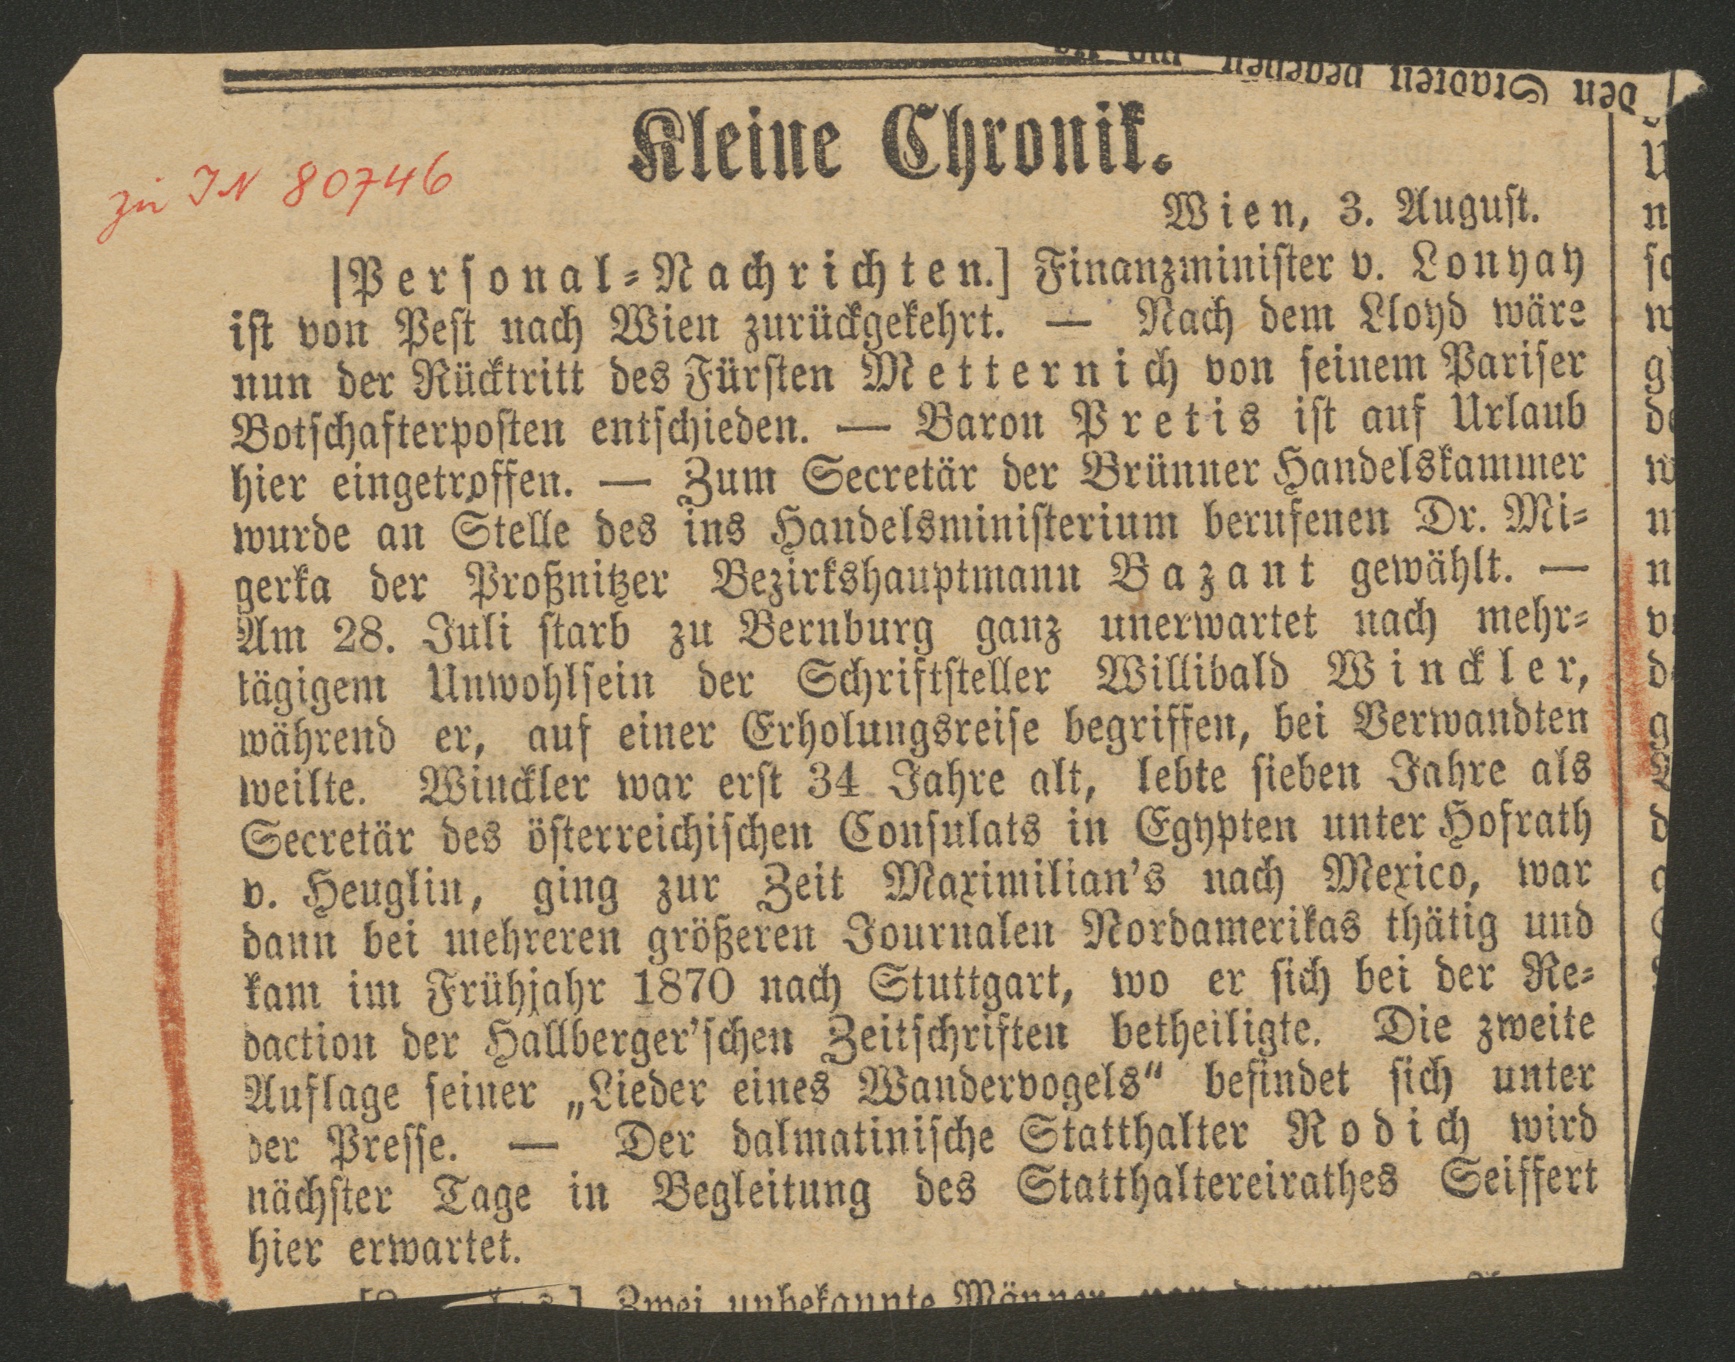 den Stadten gegeben
Kleine Chronik.
zu IN 80746
Wien, 3. August.
[Personal-Nachrichten.] Finanzminister v. Lonyay
ist von Pest nach Wien zurückgekehrt. — Nach dem Lloyd wäre
nun der Rücktritt des Fürsten Metternich von seinem Pariser
Botschafterposten entschieden. — Baron Pretis ist auf Urlaub
hier eingetroffen. — Zum Secretär der Brünner Handelskammer
wurde an Stelle des ins Handelsministerium berufenen Dr. Mi-
gerka der Proßnitzer Bezirkshauptmann Bazant gewählt. —
Am 28. Juli starb zu Bernburg ganz unerwartet nach mehr-
tägigem Unwohlsein der Schriftsteller Willibald Winckler,
während er, auf einer Erholungsreise begriffen, bei Verwandten
weilte. Winckler war erst 34 Jahre alt, lebte sieben Jahre als
Secretär des österreichischen Consulats in Egypten unter Hofrath
v. Heuglin, ging zur Zeit Maximilian's nach Mexico, war
dann bei mehreren größeren Journalen Nordamerikas thätig und
kam im Frühjahr 1870 nach Stuttgart, wo er sich bei der Re-
daction der Hallberger'schen Zeitschriften betheiligte. Die zweite
Auflage seiner „Lieder eines Wandervogels“ befindet sich unter
der Presse. — Der dalmatinische Statthalter Rodich wird
nächster Tage in Begleitung des Statthaltereirathes Seiffert
hier erwartet.
Zwei unbekannte Männer